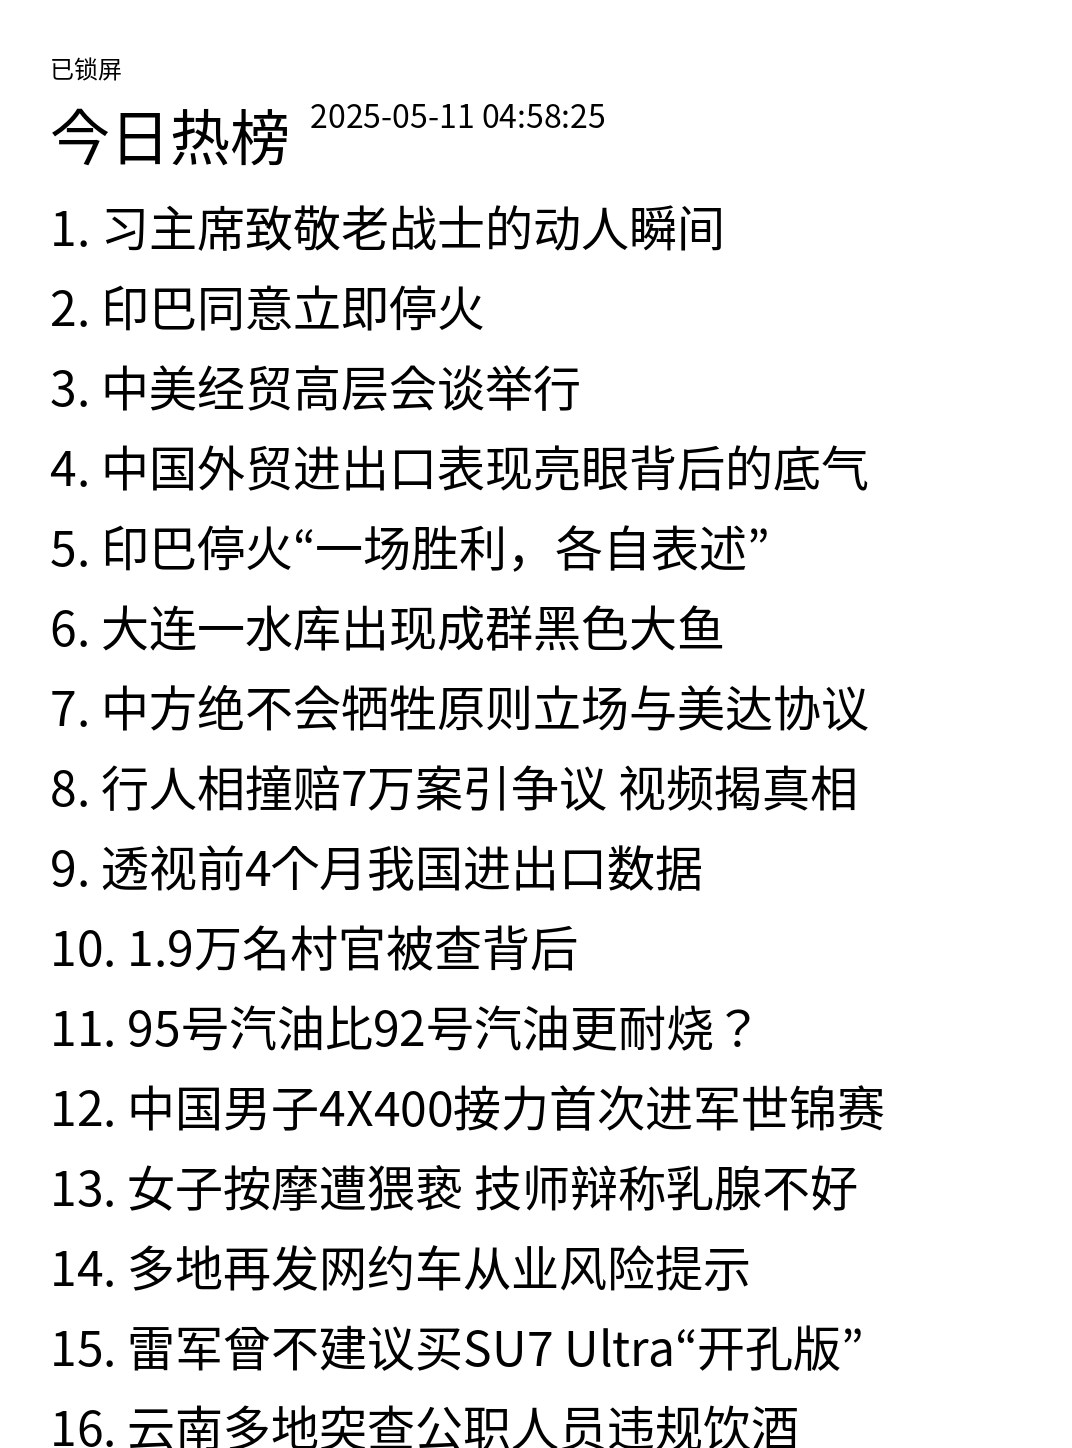 已锁屏
今日热榜 2025-05-11 04:58:25
1. 习主席致敬老战士的动人瞬间
2. 印巴同意立即停火
3. 中美经贸高层会谈举行
4. 中国外贸进出口表现亮眼背后的底气
5. 印巴停火“一场胜利，各自表述”
6. 大连一水库出现成群黑色大鱼
7. 中方绝不会牺牲原则立场与美达协议
8. 行人相撞赔7万案引争议 视频揭真相
9. 透视前4个月我国进出口数据
10. 1.9万名村官被查背后
11. 95号汽油比92号汽油更耐烧？
12. 中国男子4X400接力首次进军世锦赛
13. 女子按摩遭猥亵 技师辩称乳腺不好
14. 多地再发网约车从业风险提示
15. 雷军曾不建议买SU7 Ultra“开孔版”
16. 云南多地突查公职人员违规饮酒